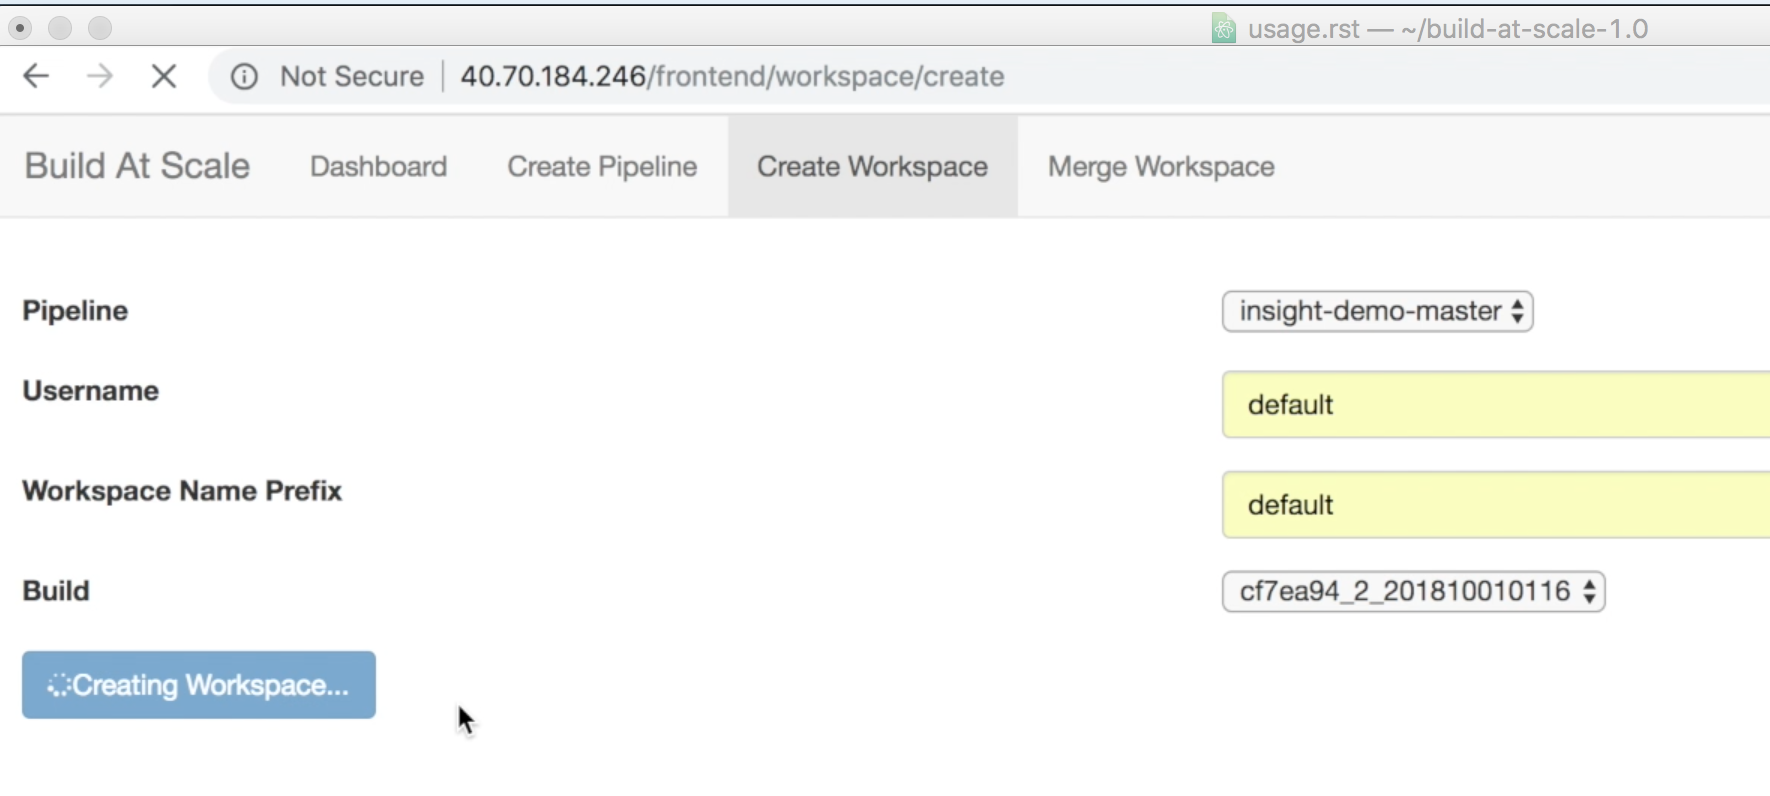 usage.rst — ~/build-at-scale-1.0
Not Secure | 40.70.184.246/frontend/workspace/create
Build At Scale Dashboard Create Pipeline Create Workspace Merge Workspace
Pipeline insight-demo-master
Username default
Workspace Name Prefix default
Build cf7ea94_2_201810010116
Creating Workspace...